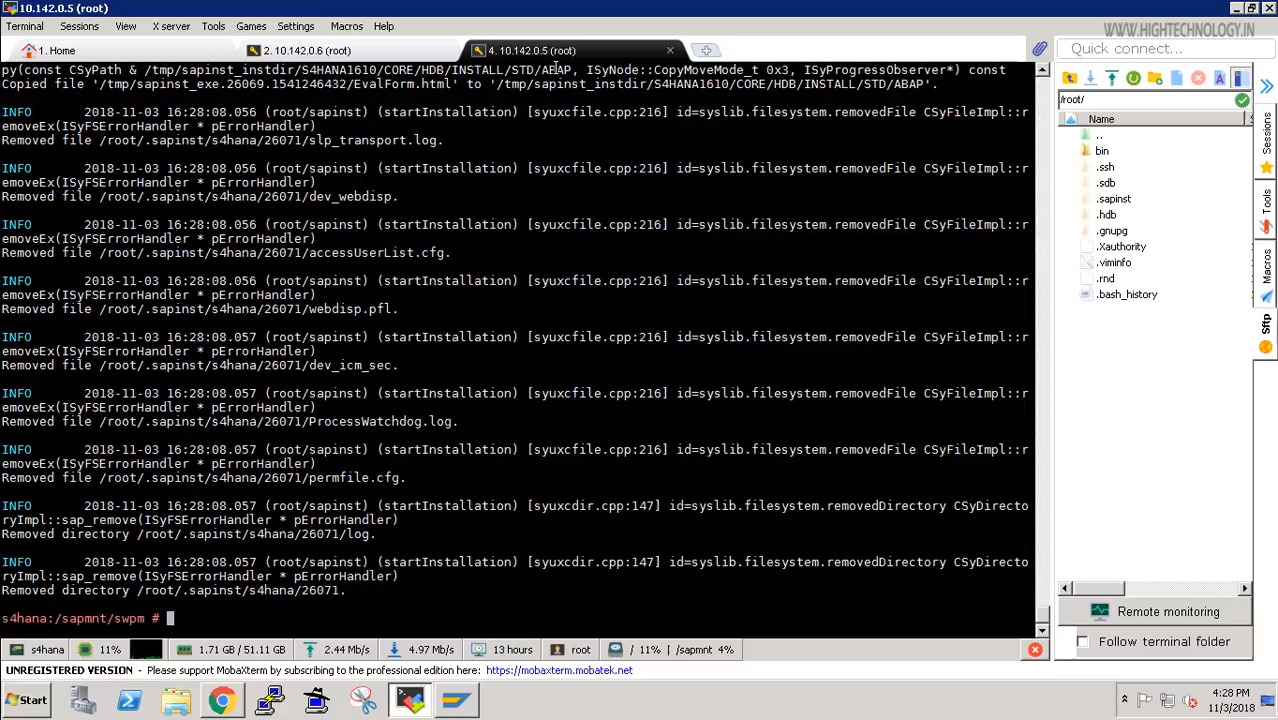 10.142.0.5 (root)
Terminal Sessions View X server Tools Games Settings Macros Help
WWW.HIGHTECHNOLOGY.IN
1. Home
2. 10.142.0.6 (root)
4. 10.142.0.5 (root)
Quick connect...
py(const CSyPath & /tmp/sapinst_instdir/S4HANA1610/CORE/HDB/INSTALL/STD/ABAP, ISyNode::CopyMoveMode_t 0x3, ISyProgressObserver*) const
Copied file '/tmp/sapinst_exe.26069.1541246432/EvalForm.html' to '/tmp/sapinst_instdir/S4HANA1610/CORE/HDB/INSTALL/STD/ABAP'.
INFO 2018-11-03 16:28:08.056 (root/sapinst) (startInstallation) [syuxcfile.cpp:216] id=syslib.filesystem.removedFile CSyFileImpl::r
emoveEx(ISyFSErrorHandler * pErrorHandler)
Removed file /root/.sapinst/s4hana/26071/slp_transport.log.
INFO 2018-11-03 16:28:08.056 (root/sapinst) (startInstallation) [syuxcfile.cpp:216] id=syslib.filesystem.removedFile CSyFileImpl::r
emoveEx(ISyFSErrorHandler * pErrorHandler)
Removed file /root/.sapinst/s4hana/26071/dev_webdisp.
INFO 2018-11-03 16:28:08.056 (root/sapinst) (startInstallation) [syuxcfile.cpp:216] id=syslib.filesystem.removedFile CSyFileImpl::r
emoveEx(ISyFSErrorHandler * pErrorHandler)
Removed file /root/.sapinst/s4hana/26071/accessUserList.cfg.
INFO 2018-11-03 16:28:08.056 (root/sapinst) (startInstallation) [syuxcfile.cpp:216] id=syslib.filesystem.removedFile CSyFileImpl::r
emoveEx(ISyFSErrorHandler * pErrorHandler)
Removed file /root/.sapinst/s4hana/26071/webdisp.pfl.
INFO 2018-11-03 16:28:08.057 (root/sapinst) (startInstallation) [syuxcfile.cpp:216] id=syslib.filesystem.removedFile CSyFileImpl::r
emoveEx(ISyFSErrorHandler * pErrorHandler)
Removed file /root/.sapinst/s4hana/26071/dev_icm_sec.
INFO 2018-11-03 16:28:08.057 (root/sapinst) (startInstallation) [syuxcfile.cpp:216] id=syslib.filesystem.removedFile CSyFileImpl::r
emoveEx(ISyFSErrorHandler * pErrorHandler)
Removed file /root/.sapinst/s4hana/26071/ProcessWatchdog.log.
INFO 2018-11-03 16:28:08.057 (root/sapinst) (startInstallation) [syuxcfile.cpp:216] id=syslib.filesystem.removedFile CSyFileImpl::r
emoveEx(ISyFSErrorHandler * pErrorHandler)
Removed file /root/.sapinst/s4hana/26071/permfile.cfg.
INFO 2018-11-03 16:28:08.057 (root/sapinst) (startInstallation) [syuxcdir.cpp:147] id=syslib.filesystem.removedDirectory CSyDirecto
ryImpl::sap_remove(ISyFSErrorHandler * pErrorHandler)
Removed directory /root/.sapinst/s4hana/26071/log.
INFO 2018-11-03 16:28:08.057 (root/sapinst) (startInstallation) [syuxcdir.cpp:147] id=syslib.filesystem.removedDirectory CSyDirecto
ryImpl::sap_remove(ISyFSErrorHandler * pErrorHandler)
Removed directory /root/.sapinst/s4hana/26071.
s4hana:/sapmnt/swpm #
/root/
Name
..
bin
.ssh
.sdb
.sapinst
.hdb
.gnupg
.Xauthority
.viminfo
.rnd
.bash_history
Sessions
Tools
Macros
Sftp
Remote monitoring
Follow terminal folder
s4hana 11% 1.71 GB / 51.11 GB 2.44 Mb/s 4.97 Mb/s 13 hours root / 11% | /sapmnt 4%
UNREGISTERED VERSION - Please support MobaXterm by subscribing to the professional edition here: https://mobaxterm.mobatek.net
Start
4:28 PM
11/3/2018